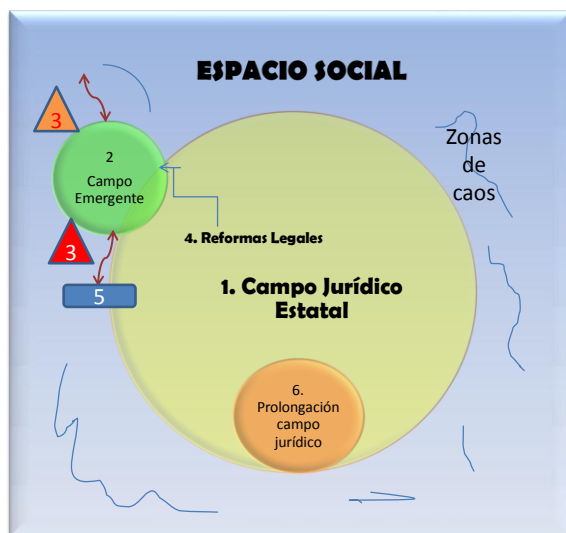 ESPACIO SOCIAL
Zonas
de
caos
3
2
Campo
Emergente
3
4. Reformas Legales
5
1. Campo Jurídico
Estatal
6.
Prolongación
campo
jurídico